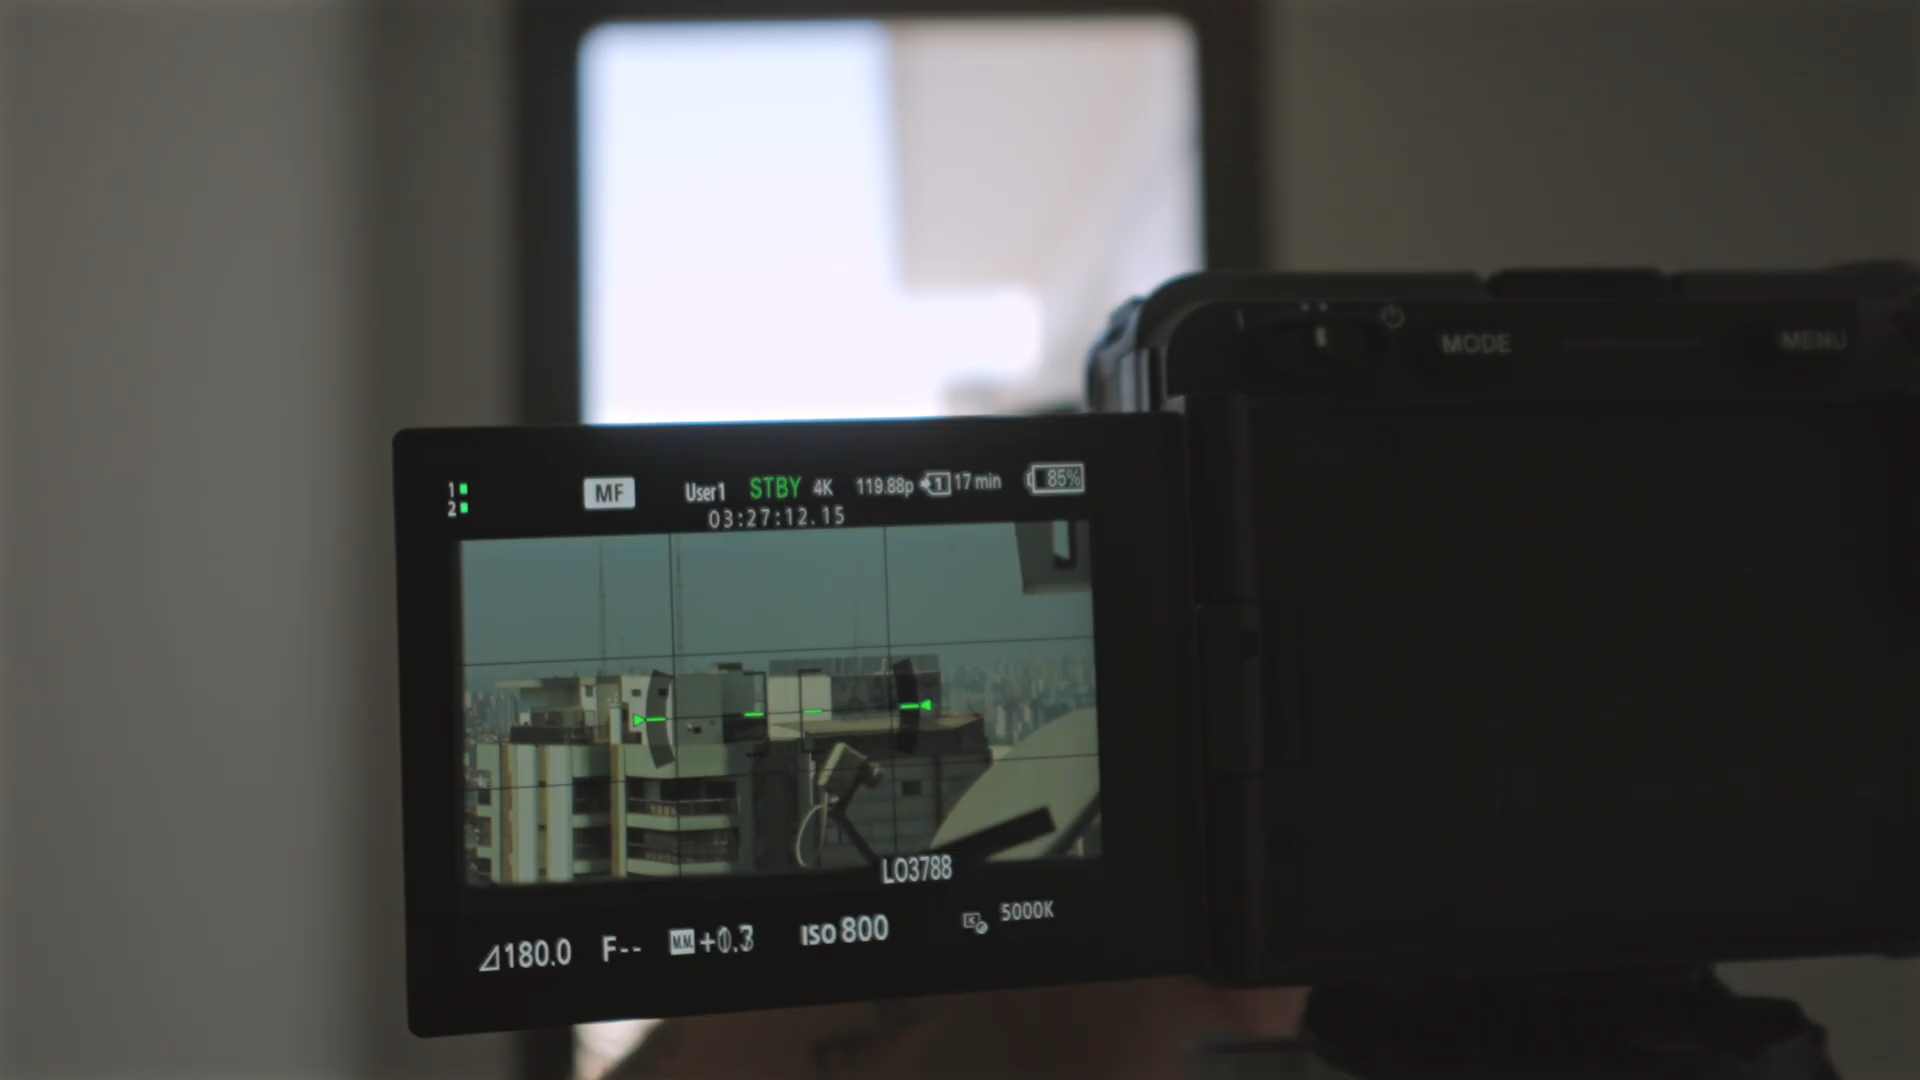 MODE MENU
1
2
MF User1 STBY 4K 119.88p 1 17 min 85%
03:27:12.15
LO3788
180.0 F-- M.M. +0.3 ISO 800 K 5000K